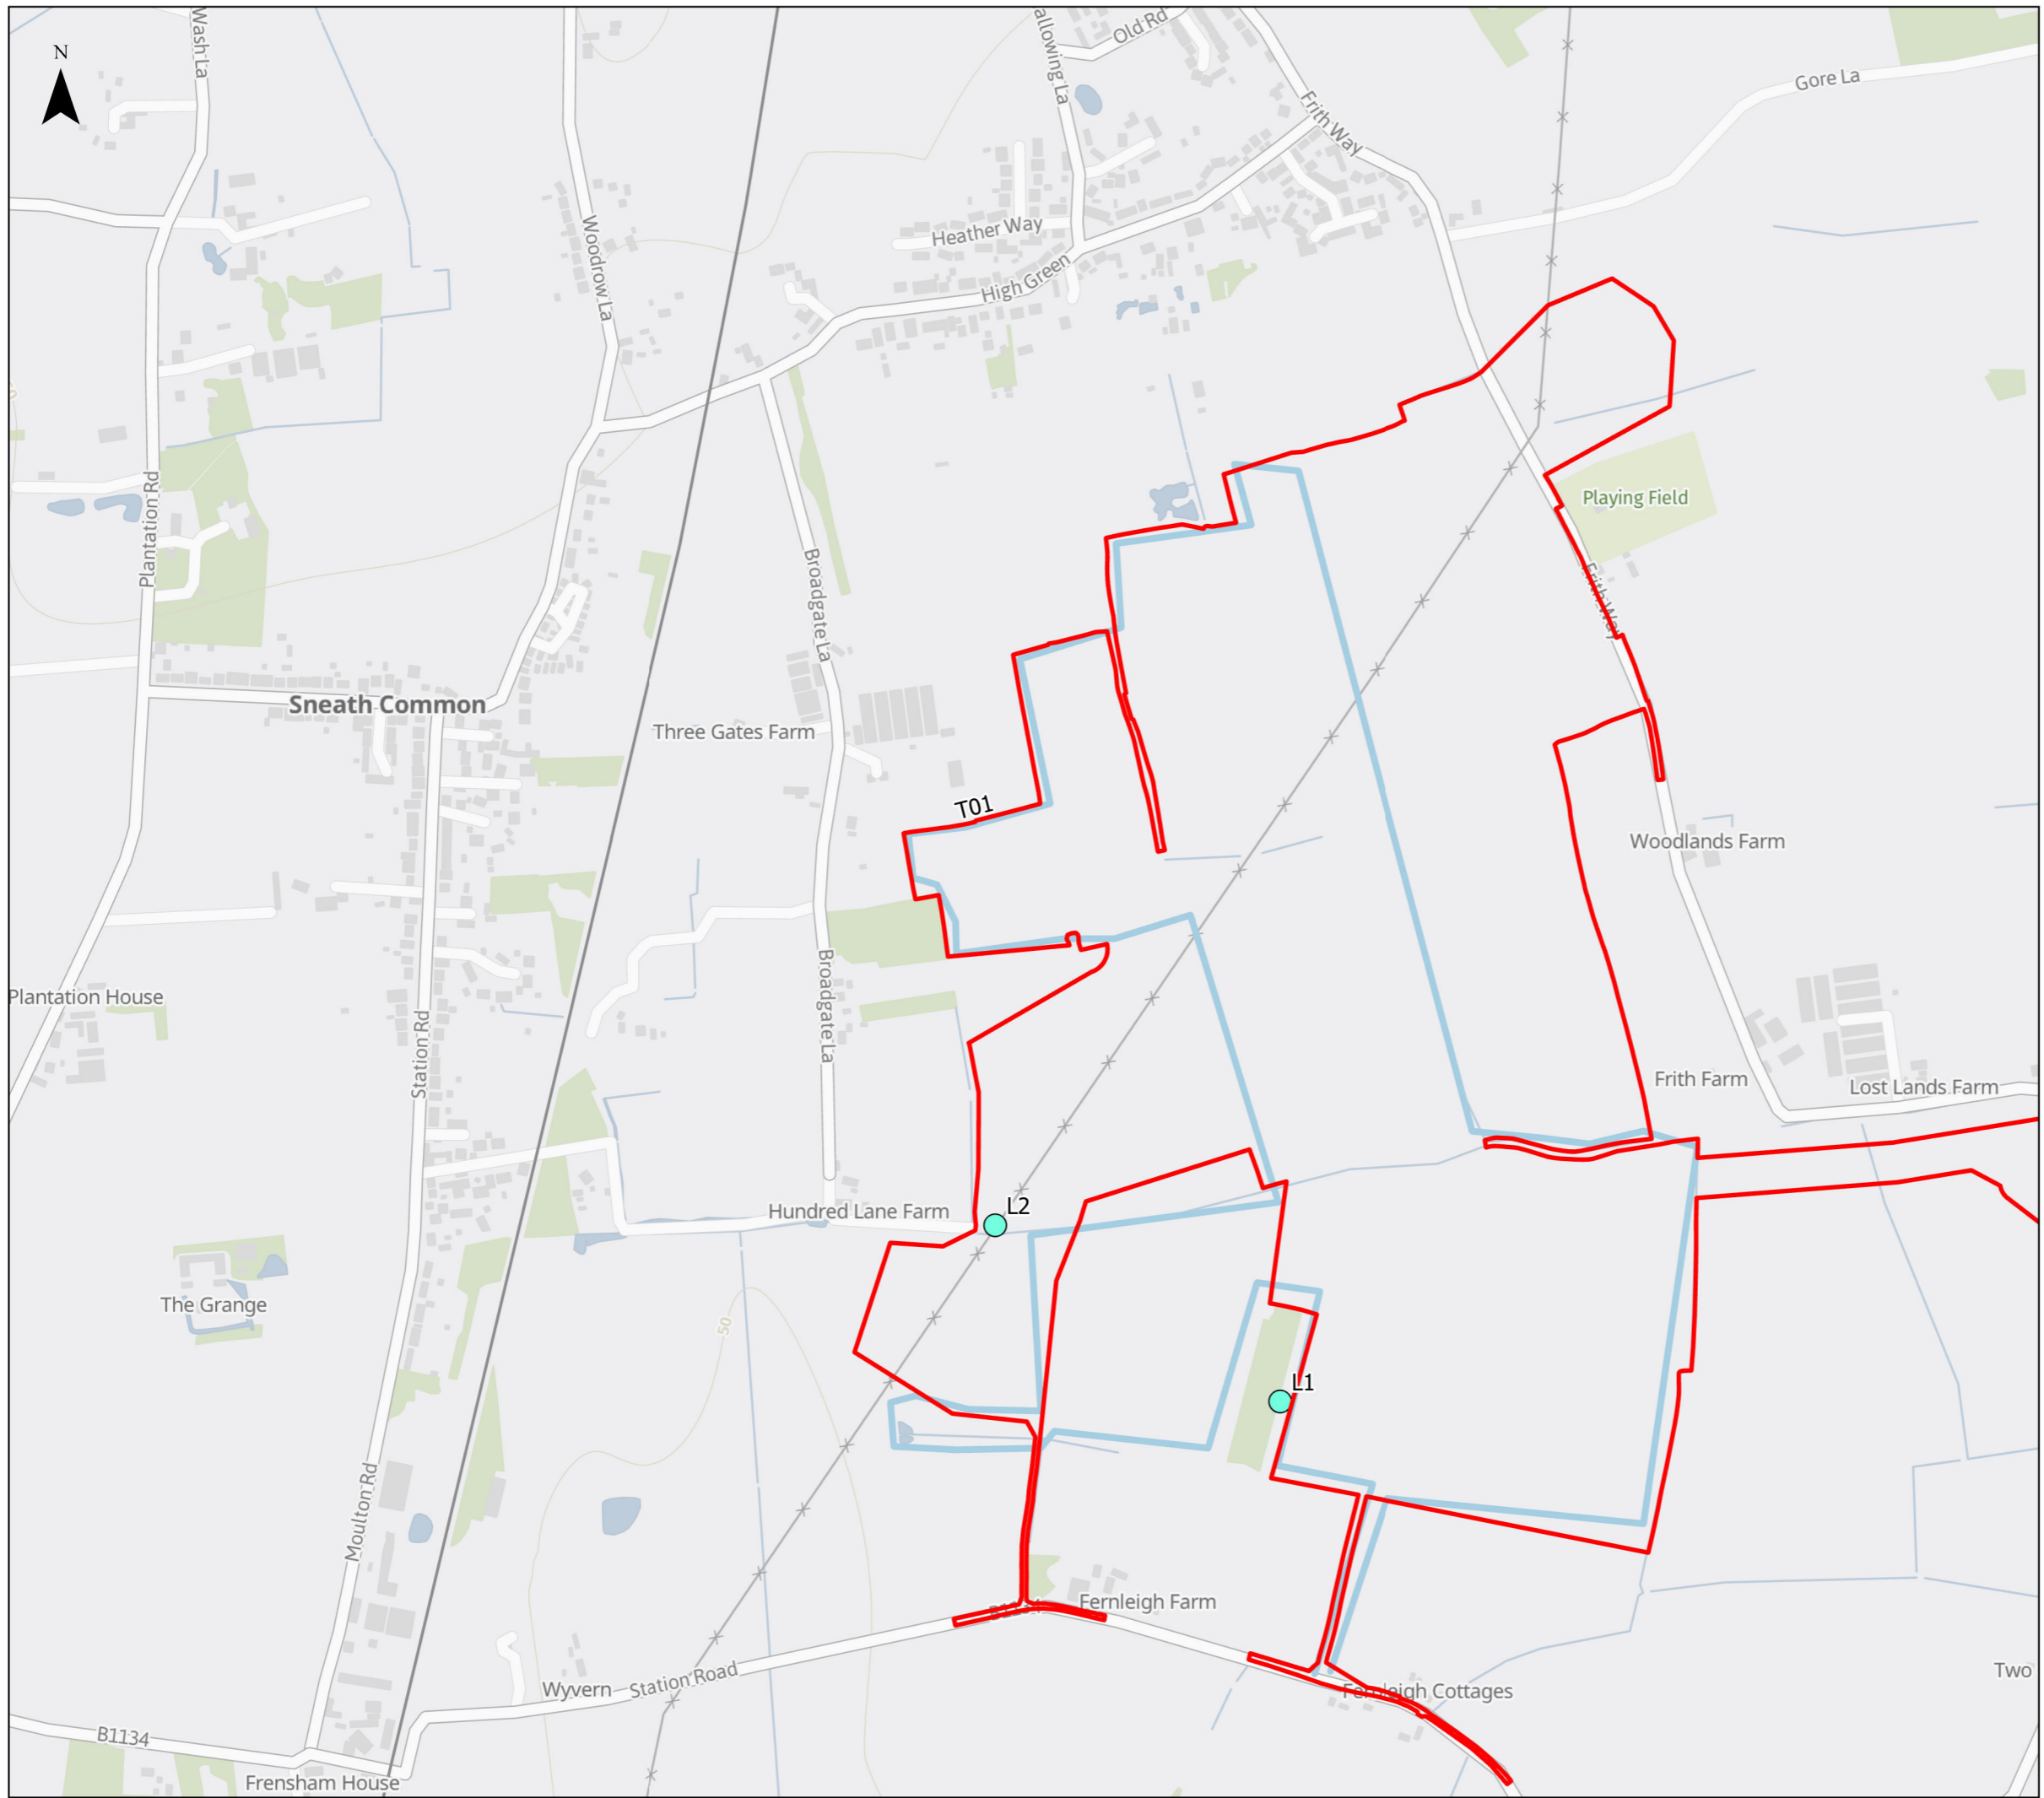 N
Wash La
allowing La
Old Rd
Frith Way
Gore La
Woodrow La
Heather Way
High Green
Playing Field
Plantation Rd
Broadgate La
Frith Way
Sneath Common
Three Gates Farm
T01
Woodlands Farm
Plantation House
Station Rd
Broadgate La
Frith Farm
Lost Lands Farm
Hundred Lane Farm
L2
The Grange
50
L1
Moulton Rd
Fernleigh Farm
Station Road
Wyvern
Fernleigh Cottages
Two
B1134
Frensham House